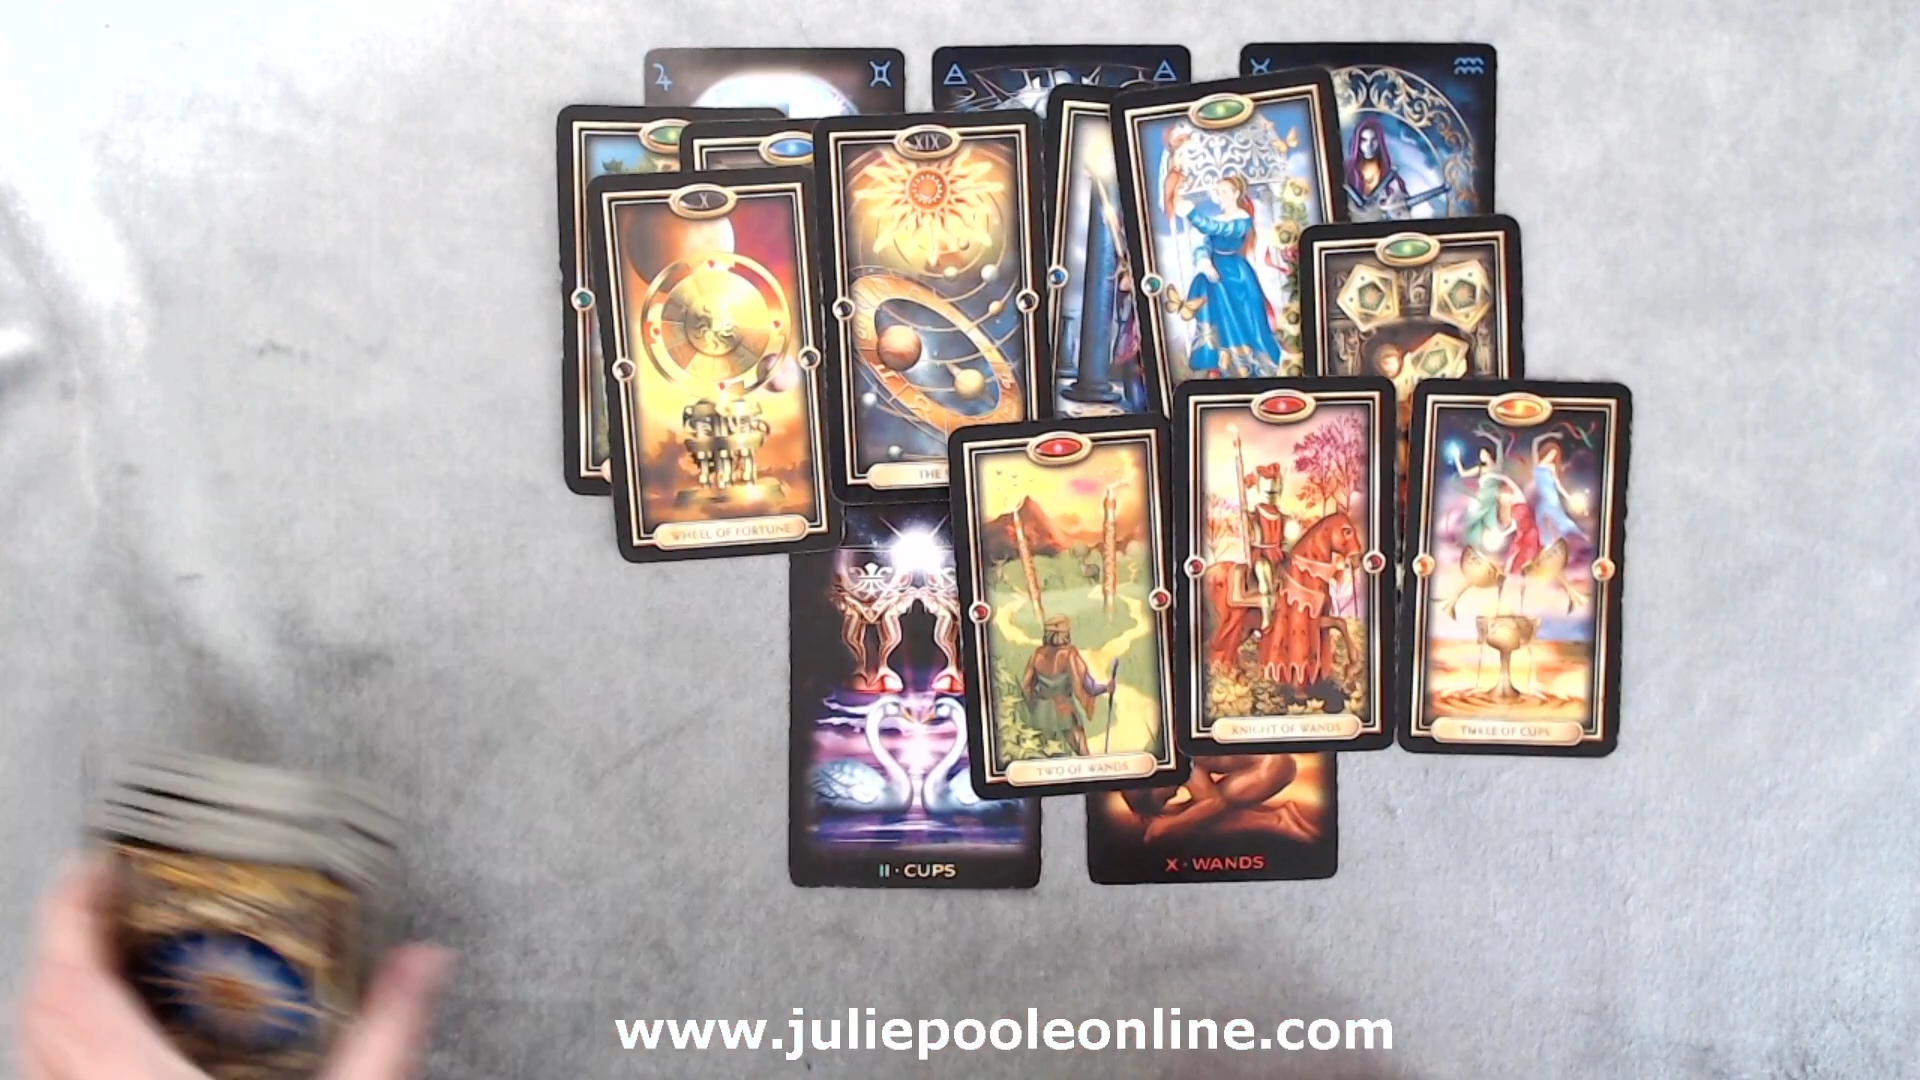 XIX
X
THE
WHEEL OF FORTUNE
KNIGHT OF WANDS
THREE OF CUPS
TWO OF WANDS
II · CUPS
X · WANDS
www.juliepooleonline.com